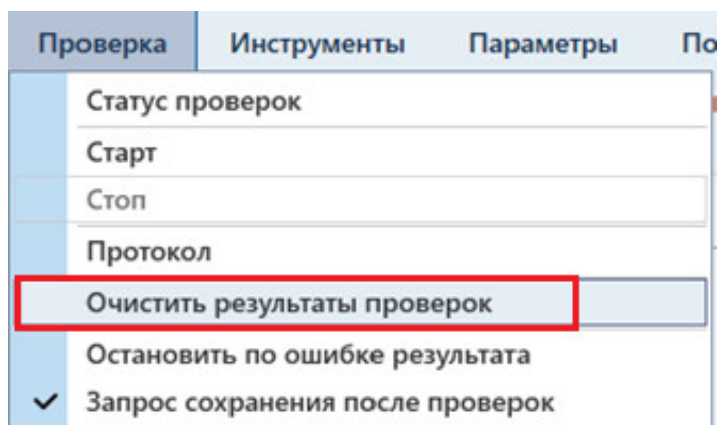 Проверка Инструменты Параметры По
Статус проверок
Старт
Стоп
Протокол
Очистить результаты проверок
Остановить по ошибке результата
Запрос сохранения после проверок